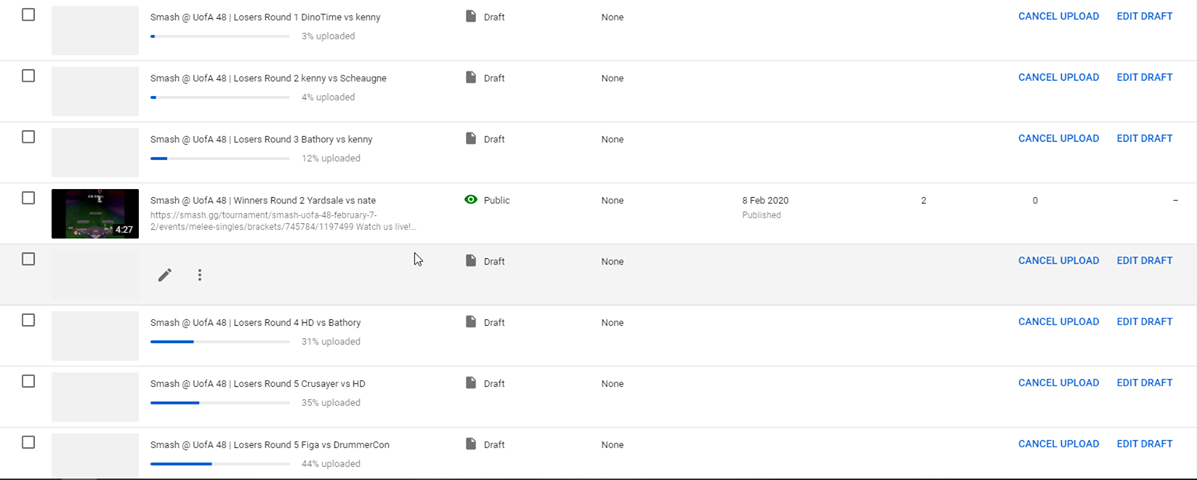 Smash @ UofA 48 | Losers Round 1 DinoTime vs kenny Draft None CANCEL UPLOAD EDIT DRAFT
3% uploaded
Smash @ UofA 48 | Losers Round 2 kenny vs Scheaugne Draft None CANCEL UPLOAD EDIT DRAFT
4% uploaded
Smash @ UofA 48 | Losers Round 3 Bathory vs kenny Draft None CANCEL UPLOAD EDIT DRAFT
12% uploaded
Smash @ UofA 48 | Winners Round 2 Yardsale vs nate Public None 8 Feb 2020 2 0 –
https://smash.gg/tournament/smash-uofa-48-february-7- Published
2/events/melee-singles/brackets/745784/1197499 Watch us live!...
4:27
Draft None CANCEL UPLOAD EDIT DRAFT
Smash @ UofA 48 | Losers Round 4 HD vs Bathory Draft None CANCEL UPLOAD EDIT DRAFT
31% uploaded
Smash @ UofA 48 | Losers Round 5 Crusayer vs HD Draft None CANCEL UPLOAD EDIT DRAFT
35% uploaded
Smash @ UofA 48 | Losers Round 5 Figa vs DrummerCon Draft None CANCEL UPLOAD EDIT DRAFT
44% uploaded